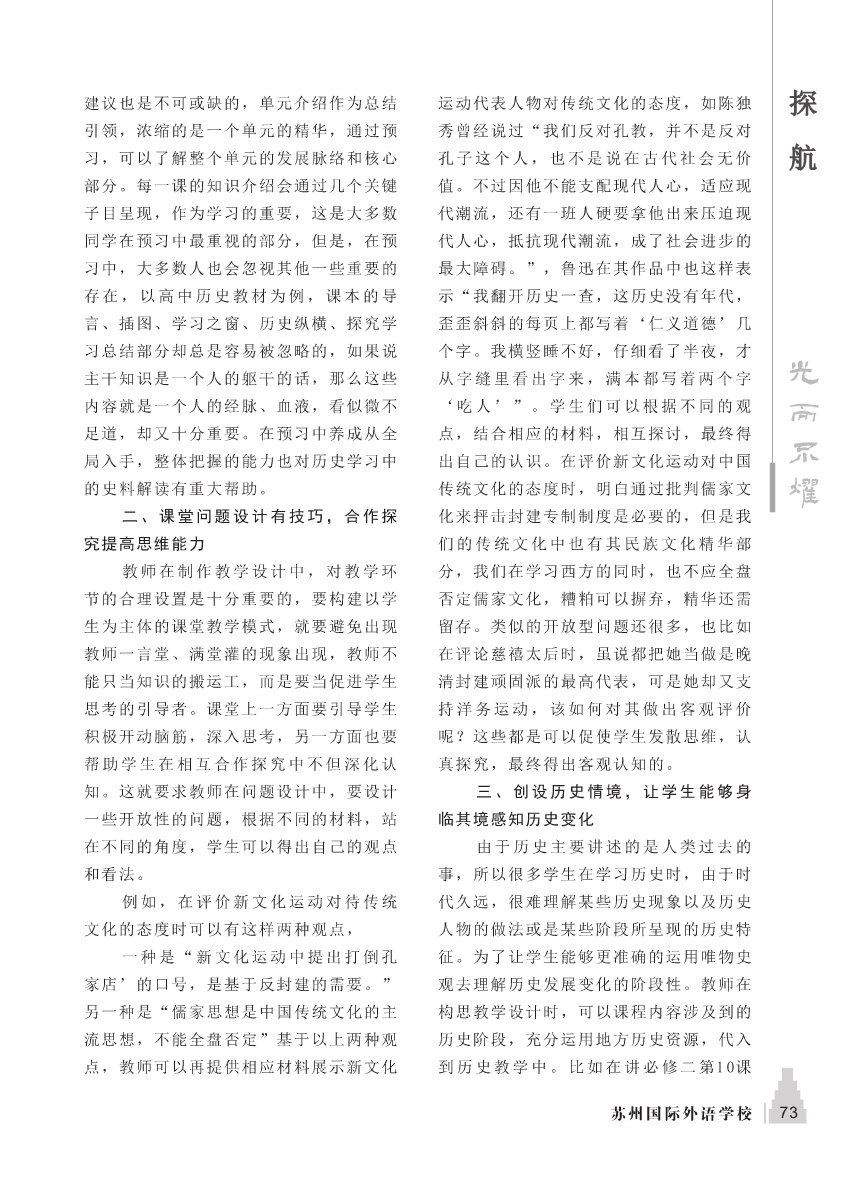 建议也是不可或缺的，单元介绍作为总结
引领，浓缩的是一个单元的精华，通过预
习，可以了解整个单元的发展脉络和核心
部分。每一课的知识介绍会通过几个关键
子目呈现，作为学习的重要，这是大多数
同学在预习中最重视的部分，但是，在预
习中，大多数人也会忽视其他一些重要的
存在，以高中历史教材为例，课本的导
言、插图、学习之窗、历史纵横、探究学
习总结部分却总是容易被忽略的，如果说
主干知识是一个人的躯干的话，那么这些
内容就是一个人的经脉、血液，看似微不
足道，却又十分重要。在预习中养成从全
局入手，整体把握的能力也对历史学习中
的史料解读有重大帮助。
二、课堂问题设计有技巧，合作探
究提高思维能力
教师在制作教学设计中，对教学环
节的合理设置是十分重要的，要构建以学
生为主体的课堂教学模式，就要避免出现
教师一言堂、满堂灌的现象出现，教师不
能只当知识的搬运工，而是要当促进学生
思考的引导者。课堂上一方面要引导学生
积极开动脑筋，深入思考，另一方面也要
帮助学生在相互合作探究中不但深化认
知。这就要求教师在问题设计中，要设计
一些开放性的问题，根据不同的材料，站
在不同的角度，学生可以得出自己的观点
和看法。
例如，在评价新文化运动对待传统
文化的态度时可以有这样两种观点，
一种是“新文化运动中提出打倒孔
家店’的口号，是基于反封建的需要。”
另一种是“儒家思想是中国传统文化的主
流思想，不能全盘否定”基于以上两种观
点，教师可以再提供相应材料展示新文化
运动代表人物对传统文化的态度，如陈独
秀曾经说过“我们反对孔教，并不是反对
孔子这个人，也不是说在古代社会无价
值。不过因他不能支配现代人心，适应现
代潮流，还有一班人硬要拿他出来压迫现
代人心，抵抗现代潮流，成了社会进步的
最大障碍。”，鲁迅在其作品中也这样表
示“我翻开历史一查，这历史没有年代，
歪歪斜斜的每页上都写着‘仁义道德’几
个字。我横竖睡不好，仔细看了半夜，才
从字缝里看出字来，满本都写着两个字
‘吃人’”。学生们可以根据不同的观
点，结合相应的材料，相互探讨，最终得
出自己的认识。在评价新文化运动对中国
传统文化的态度时，明白通过批判儒家文
化来抨击封建专制制度是必要的，但是我
们的传统文化中也有其民族文化精华部
分，我们在学习西方的同时，也不应全盘
否定儒家文化，糟粕可以摒弃，精华还需
留存。类似的开放型问题还很多，也比如
在评论慈禧太后时，虽说都把她当做是晚
清封建顽固派的最高代表，可是她却又支
持洋务运动，该如何对其做出客观评价
呢？这些都是可以促使学生发散思维，认
真探究，最终得出客观认知的。
三、创设历史情境，让学生能够身
临其境感知历史变化
由于历史主要讲述的是人类过去的
事，所以很多学生在学习历史时，由于时
代久远，很难理解某些历史现象以及历史
人物的做法或是某些阶段所呈现的历史特
征。为了让学生能够更准确的运用唯物史
观去理解历史发展变化的阶段性。教师在
构思教学设计时，可以课程内容涉及到的
历史阶段，充分运用地方历史资源，代入
到历史教学中。比如在讲必修二第10课
探航
光而不耀
苏州国际外语学校 73